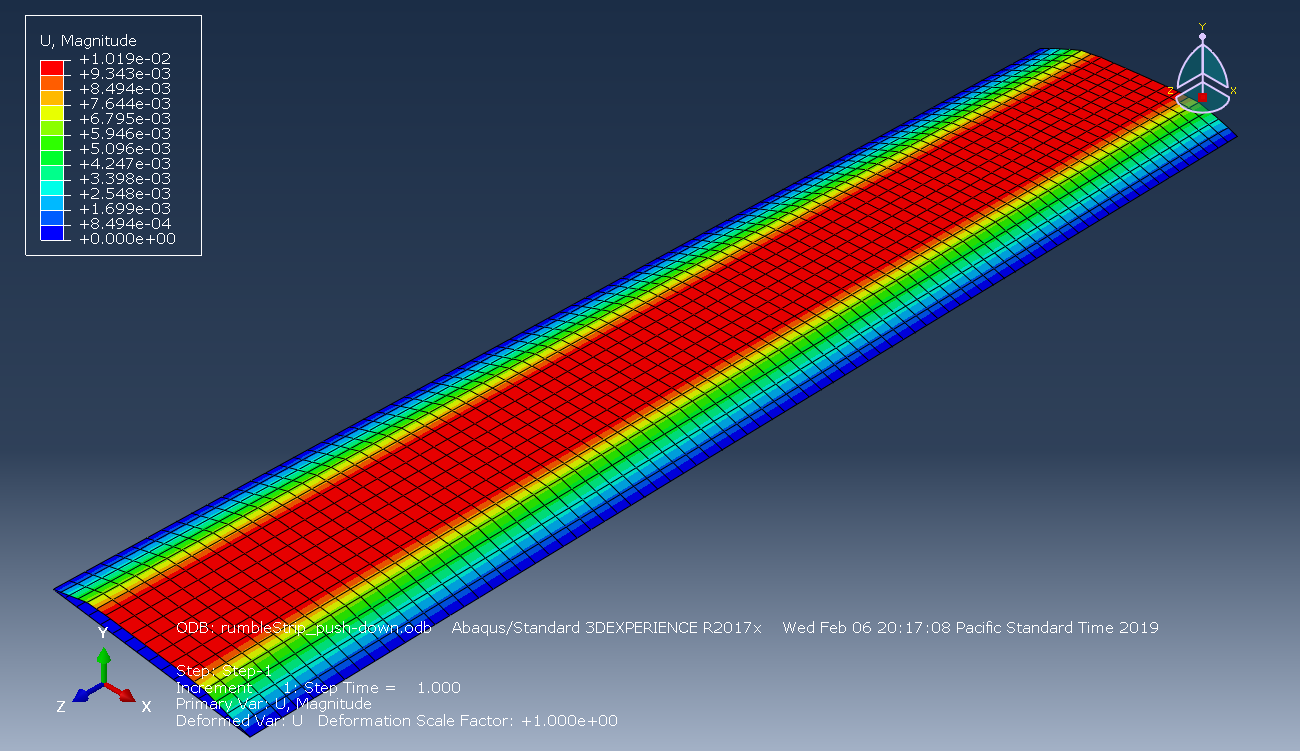 U, Magnitude
+1.019e-02
+9.343e-03
+8.494e-03
+7.644e-03
+6.795e-03
+5.946e-03
+5.096e-03
+4.247e-03
+3.398e-03
+2.548e-03
+1.699e-03
+8.494e-04
+0.000e+00
Y
Z
X
ODB: rumbleStrip_push-down.odb Abaqus/Standard 3DEXPERIENCE R2017x Wed Feb 06 20:17:08 Pacific Standard Time 2019
Y
Z
X
Step: Step-1
Increment 1: Step Time = 1.000
Primary Var: U, Magnitude
Deformed Var: U Deformation Scale Factor: +1.000e+00